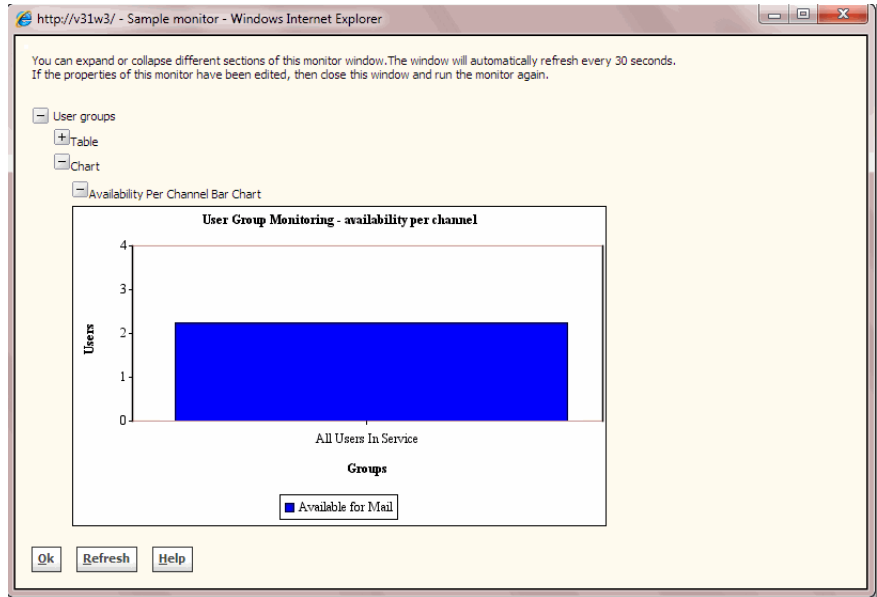 http://v31w3/ - Sample monitor - Windows Internet Explorer
You can expand or collapse different sections of this monitor window.The window will automatically refresh every 30 seconds.
If the properties of this monitor have been edited, then close this window and run the monitor again.
User groups
Table
Chart
Availability Per Channel Bar Chart
User Group Monitoring - availability per channel
4
3
Users
2
1
0
All Users In Service
Groups
Available for Mail
Ok Refresh Help